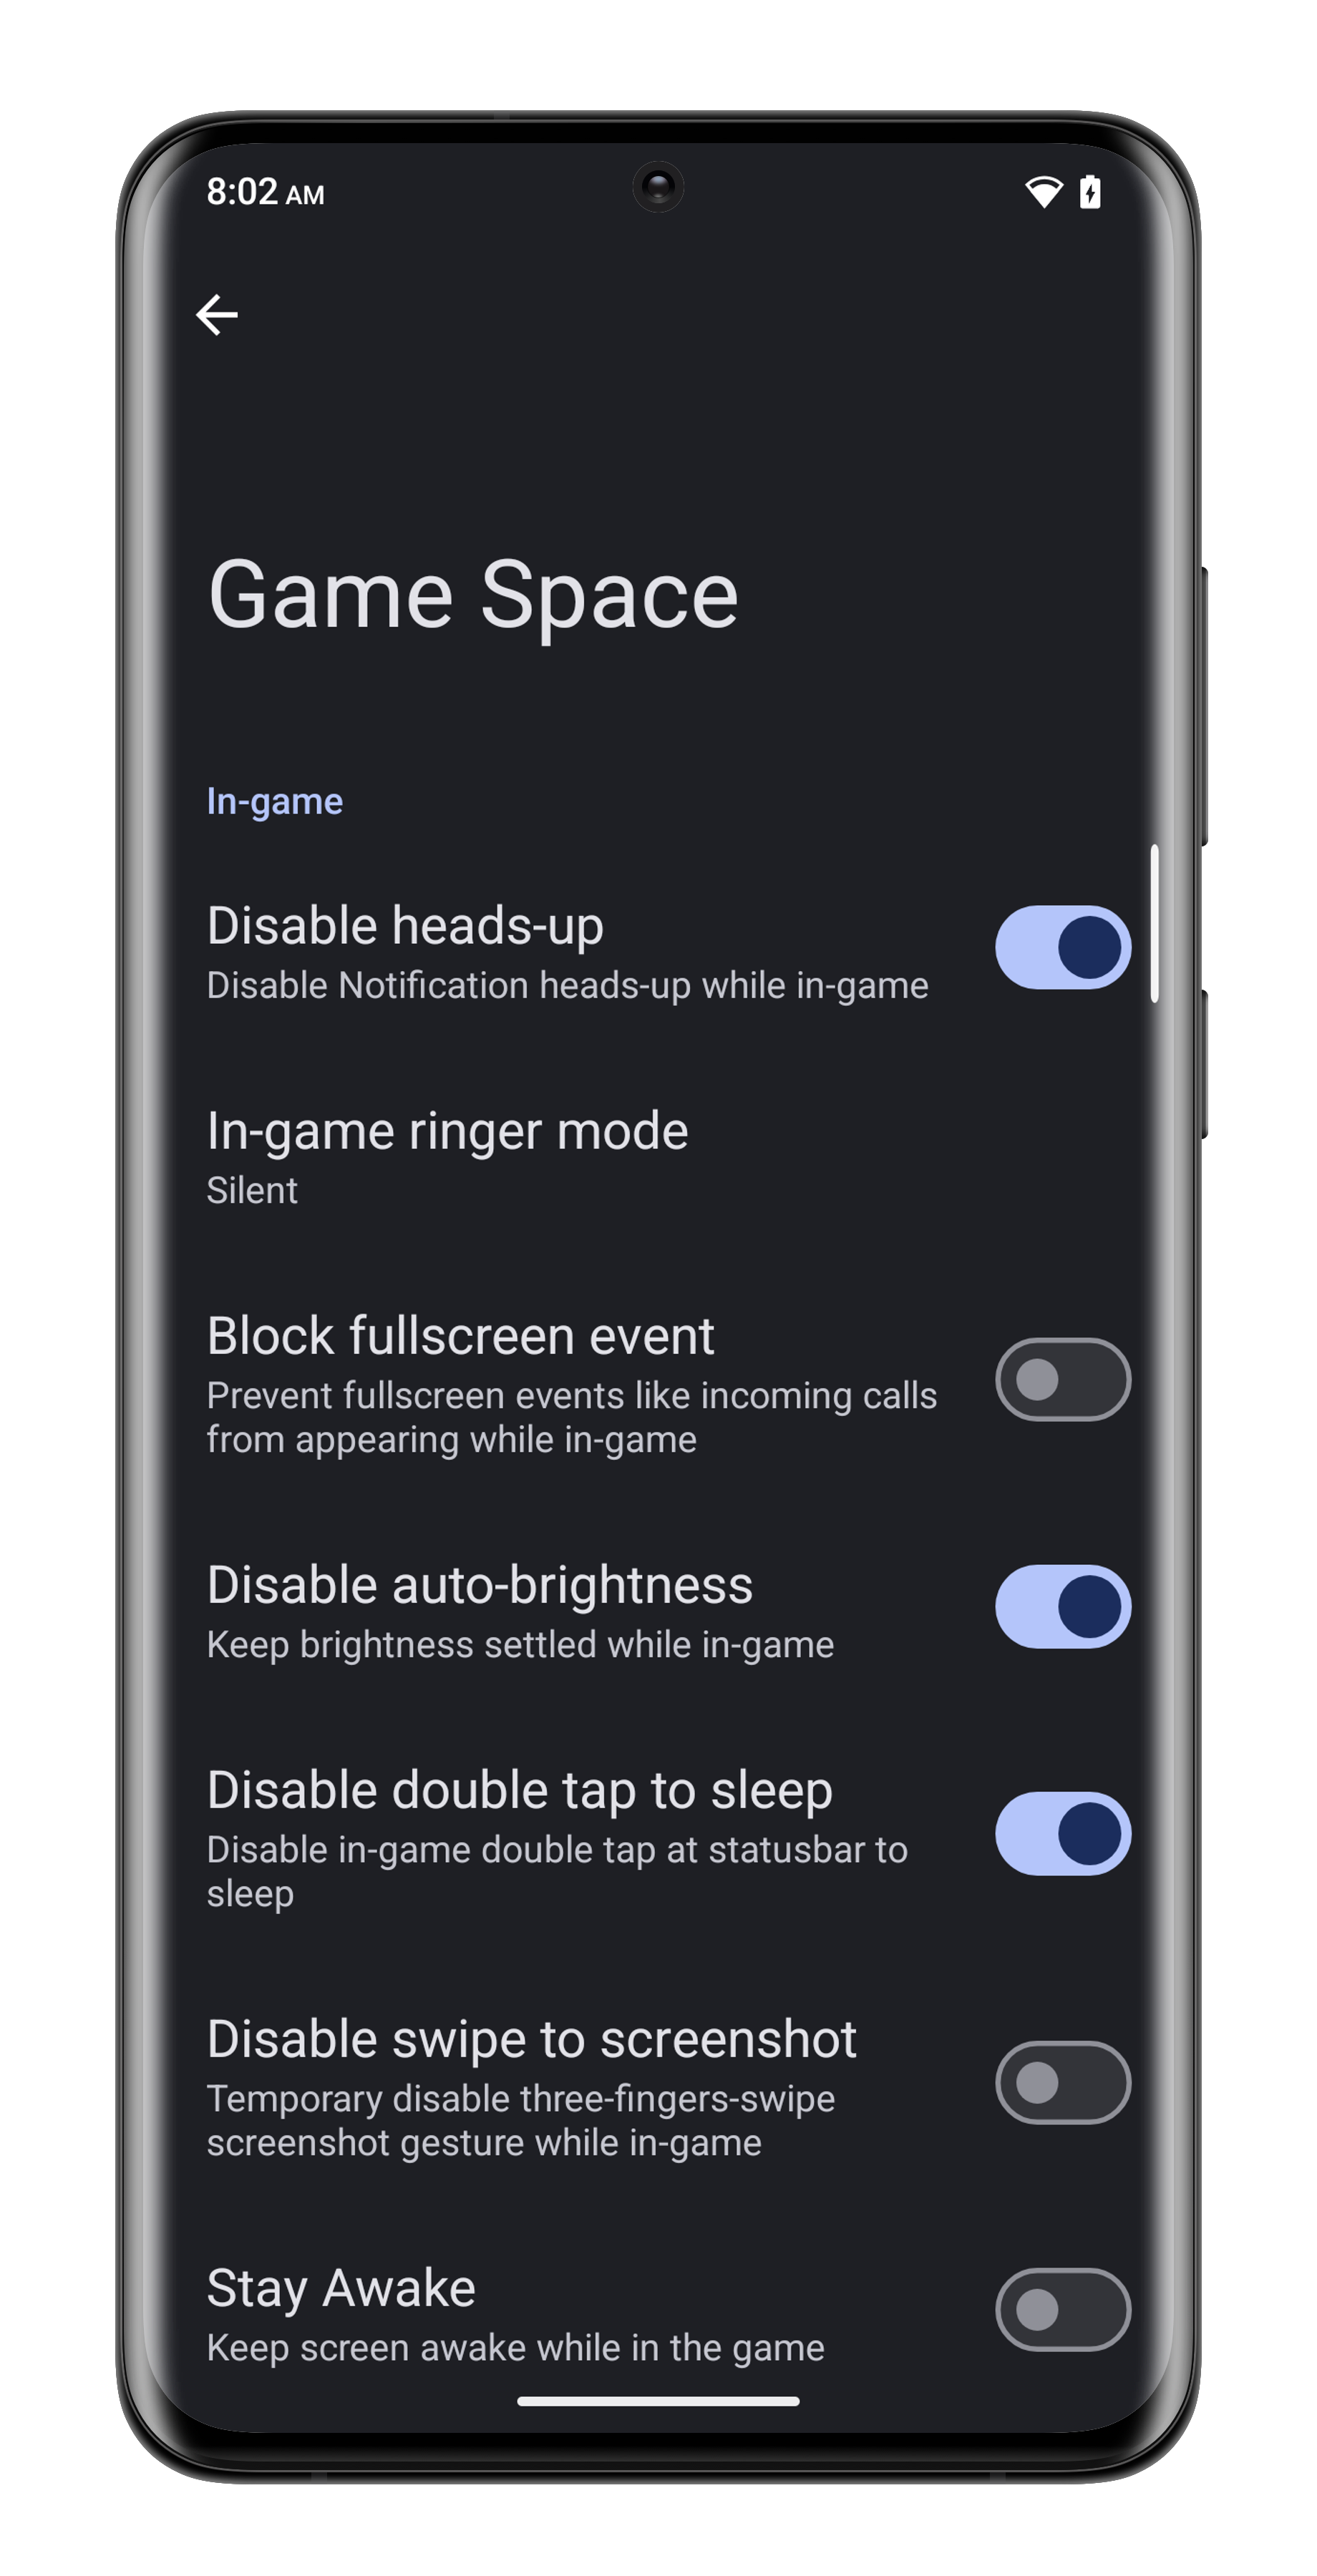 8:02 AM
Game Space
In-game
Disable heads-up
Disable Notification heads-up while in-game
In-game ringer mode
Silent
Block fullscreen event
Prevent fullscreen events like incoming calls
from appearing while in-game
Disable auto-brightness
Keep brightness settled while in-game
Disable double tap to sleep
Disable in-game double tap at statusbar to
sleep
Disable swipe to screenshot
Temporary disable three-fingers-swipe
screenshot gesture while in-game
Stay Awake
Keep screen awake while in the game